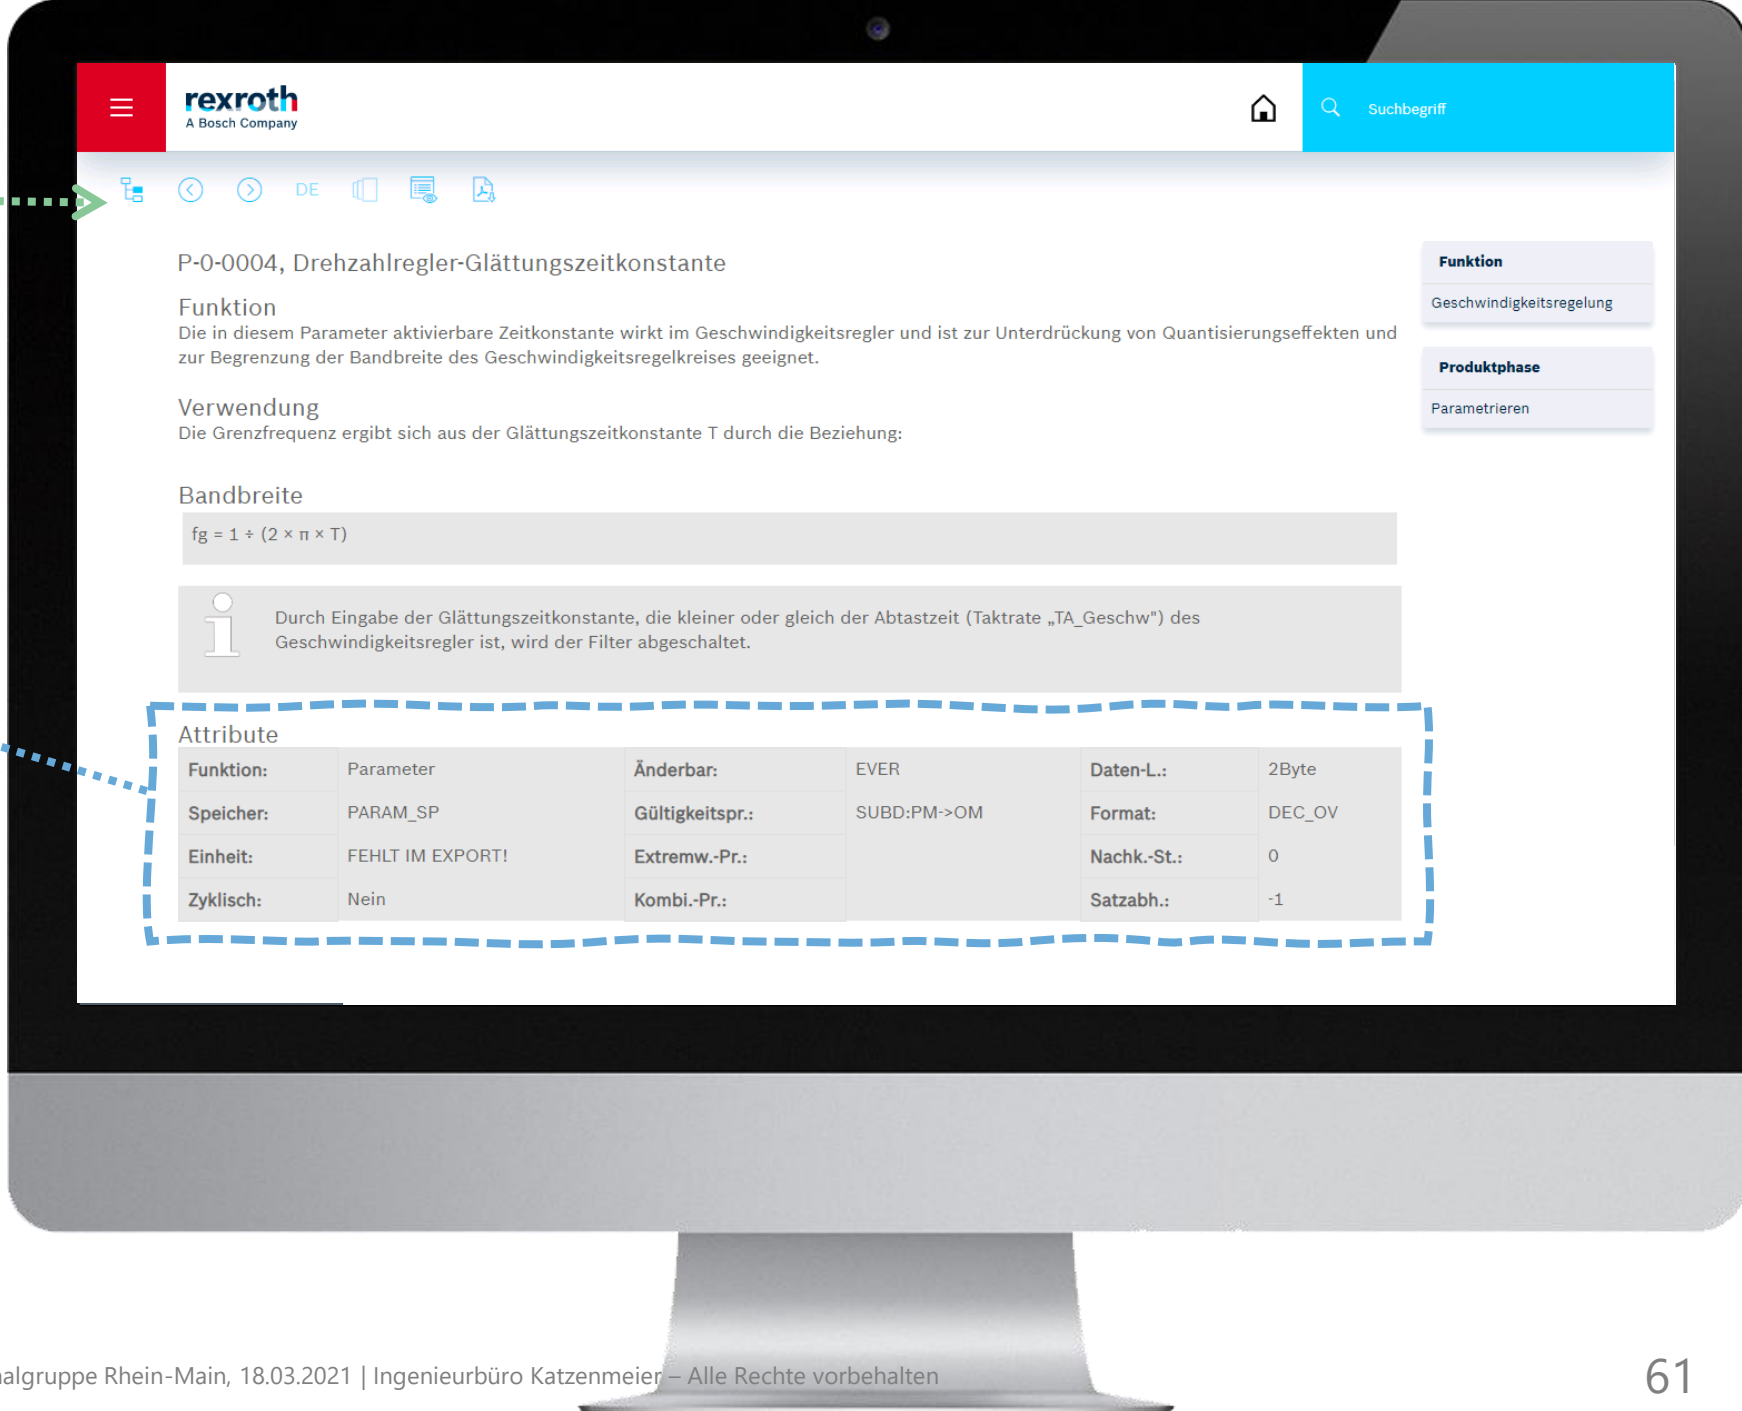 rexroth
A Bosch Company
Suchbegriff
DE
P-0-0004, Drehzahlregler-Glättungszeitkonstante
Funktion
Die in diesem Parameter aktivierbare Zeitkonstante wirkt im Geschwindigkeitsregler und ist zur Unterdrückung von Quantisierungseffekten und
zur Begrenzung der Bandbreite des Geschwindigkeitsregelkreises geeignet.
Verwendung
Die Grenzfrequenz ergibt sich aus der Glättungszeitkonstante T durch die Beziehung:
Bandbreite
fg = 1 ÷ (2 × π × T)
Durch Eingabe der Glättungszeitkonstante, die kleiner oder gleich der Abtastzeit (Taktrate „TA_Geschw") des
Geschwindigkeitsregler ist, wird der Filter abgeschaltet.
Attribute
Funktion: Parameter Änderbar: EVER Daten-L.: 2Byte
Speicher: PARAM_SP Gültigkeitspr.: SUBD:PM->OM Format: DEC_OV
Einheit: FEHLT IM EXPORT! Extremw.-Pr.: Nachk.-St.: 0
Zyklisch: Nein Kombi.-Pr.: Satzabh.: -1
Funktion
Geschwindigkeitsregelung
Produktphase
Parametrieren
algruppe Rhein-Main, 18.03.2021 | Ingenieurbüro Katzenmeier – Alle Rechte vorbehalten
61